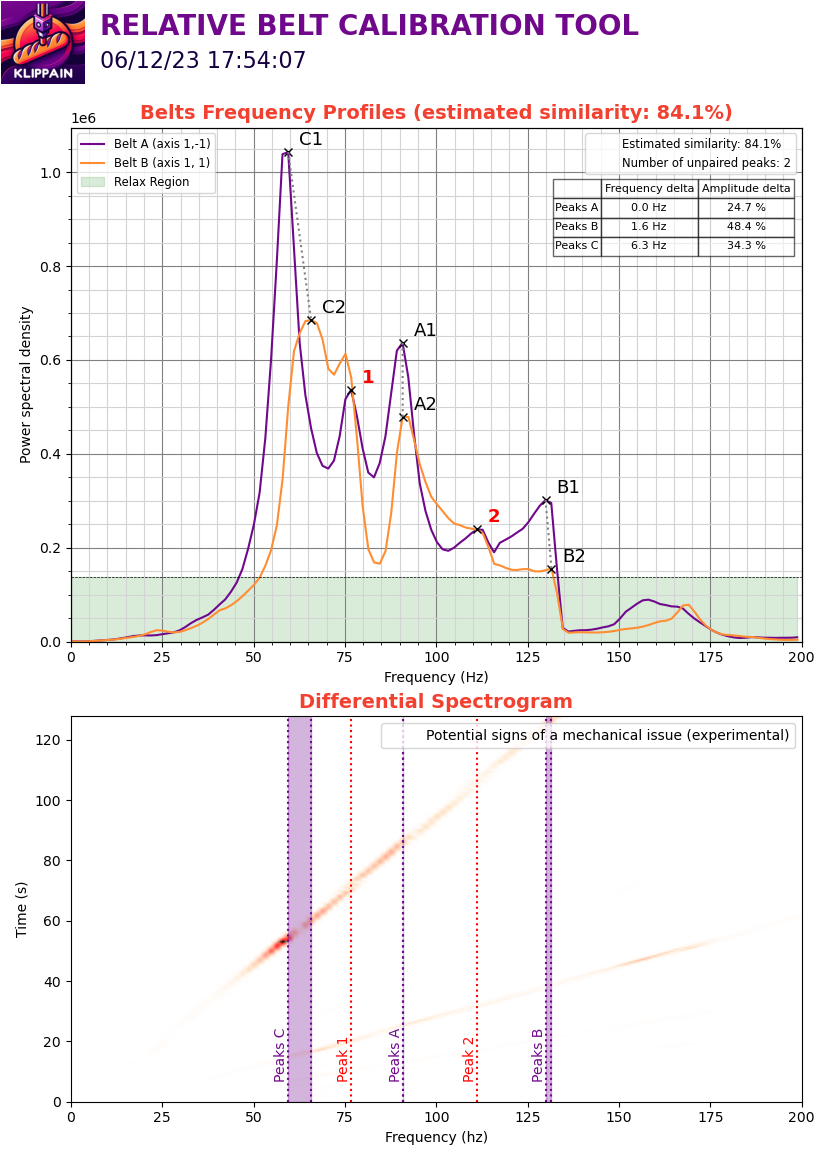 KLIPPAIN
RELATIVE BELT CALIBRATION TOOL
06/12/23 17:54:07
Belts Frequency Profiles (estimated similarity: 84.1%)
1e6
Belt A (axis 1,-1)
Belt B (axis 1, 1)
Relax Region
Estimated similarity: 84.1%
Number of unpaired peaks: 2
Frequency delta Amplitude delta
Peaks A 0.0 Hz 24.7 %
Peaks B 1.6 Hz 48.4 %
Peaks C 6.3 Hz 34.3 %
C1
C2
A1
1
A2
B1
2
B2
Power spectral density
1.0
0.8
0.6
0.4
0.2
0.0
0 25 50 75 100 125 150 175 200
Frequency (Hz)
Differential Spectrogram
Potential signs of a mechanical issue (experimental)
Time (s)
120
100
80
60
40
20
0
Peaks C
Peak 1
Peaks A
Peak 2
Peaks B
0 25 50 75 100 125 150 175 200
Frequency (hz)